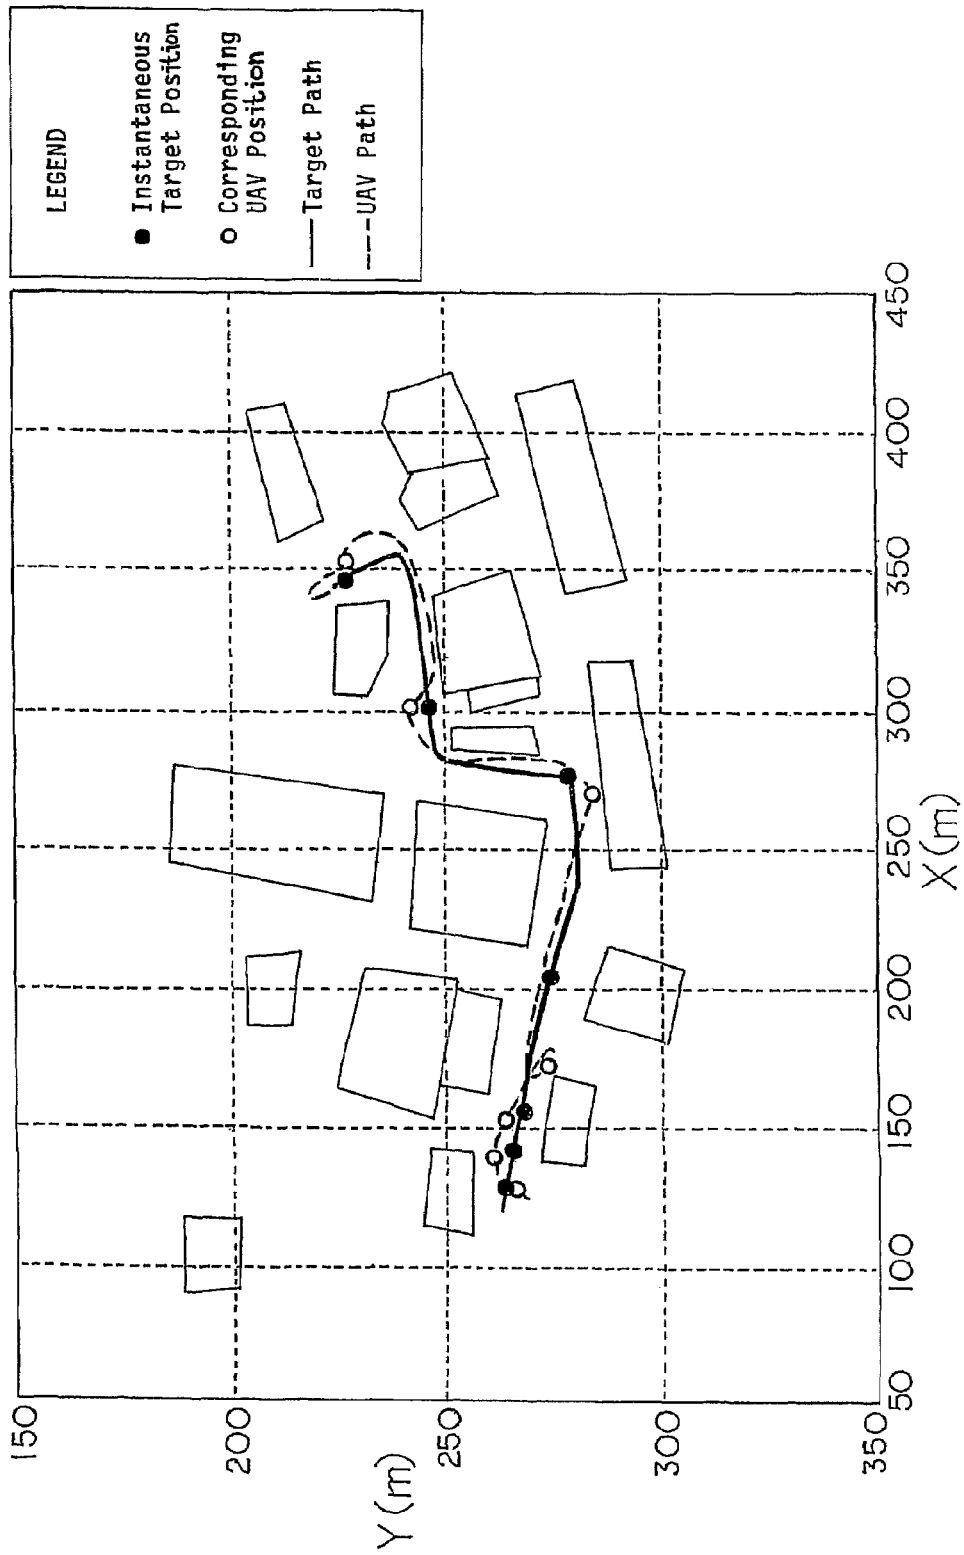 LEGEND
Instantaneous
Target Position
Corresponding
UAV Position
Target Path
UAV Path
150
200
250
300
350
Y (m)
50
100
150
200
250
300
350
400
450
X (m)